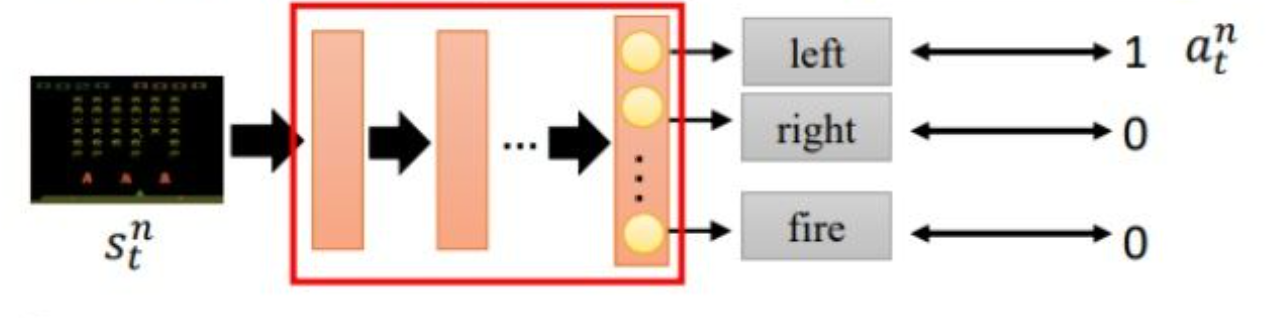 left 1 a_t^n
right 0
...
fire 0
s_t^n